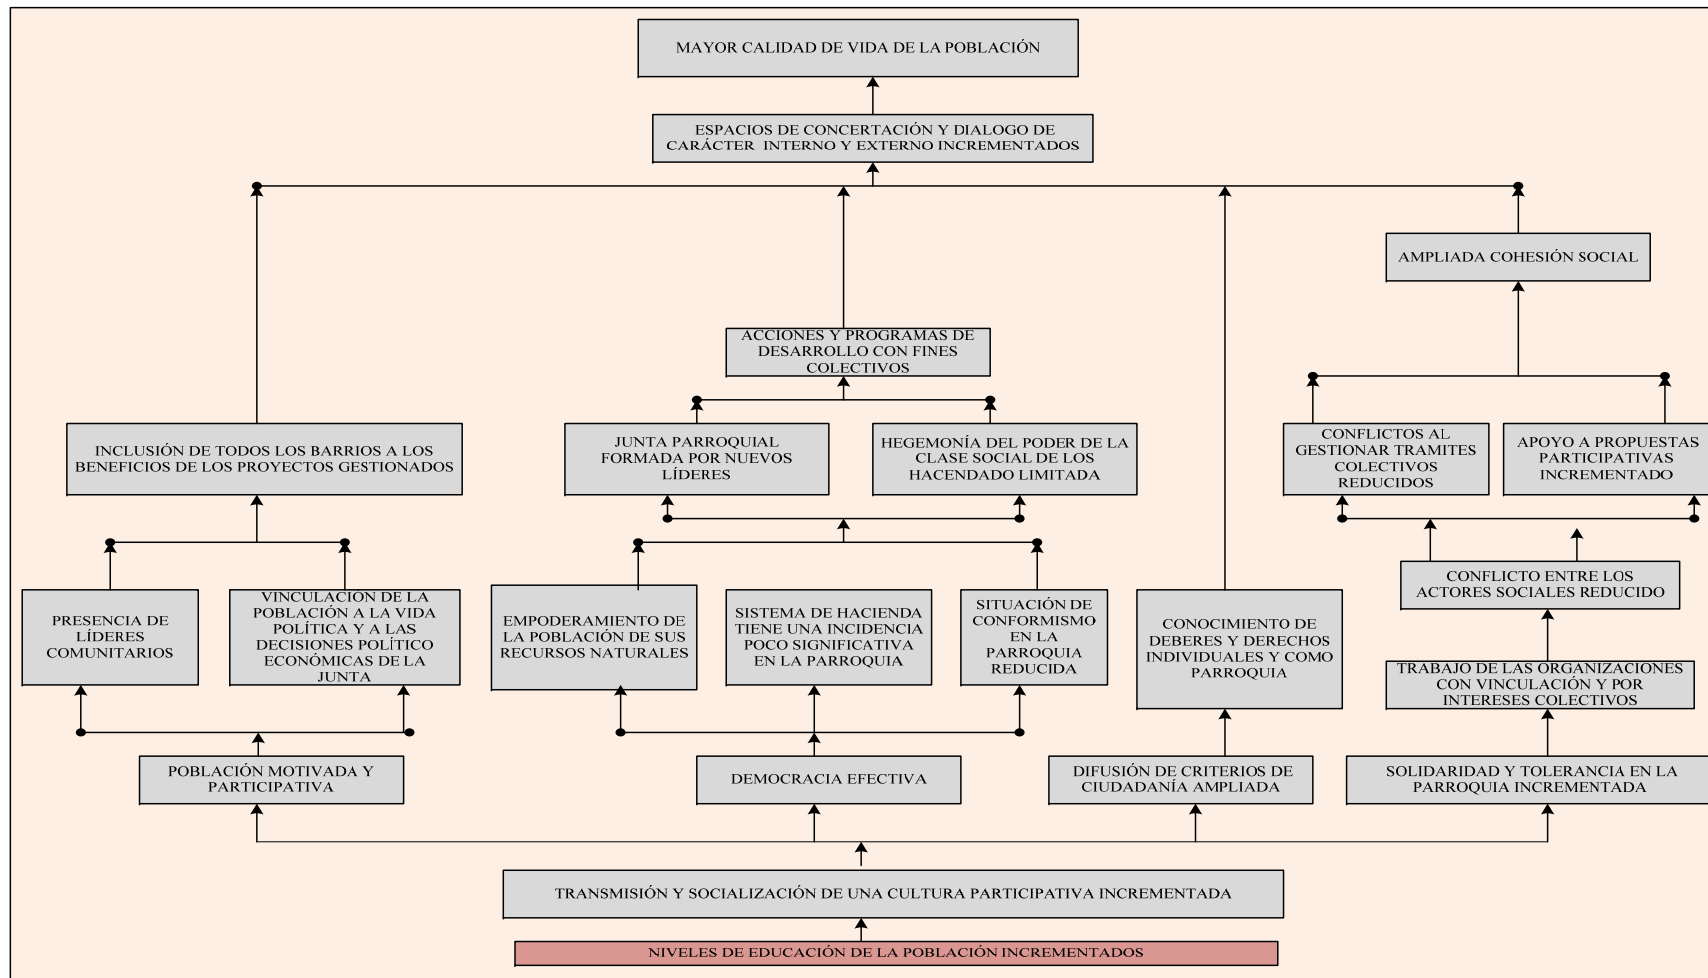 MAYOR CALIDAD DE VIDA DE LA POBLACIÓN
ESPACIOS DE CONCERTACIÓN Y DIALOGO DE
CARÁCTER INTERNO Y EXTERNO INCREMENTADOS
AMPLIADA COHESIÓN SOCIAL
ACCIONES Y PROGRAMAS DE
DESARROLLO CON FINES
COLECTIVOS
INCLUSIÓN DE TODOS LOS BARRIOS A LOS
BENEFICIOS DE LOS PROYECTOS GESTIONADOS
JUNTA PARROQUIAL
FORMADA POR NUEVOS
LÍDERES
HEGEMONÍA DEL PODER DE LA
CLASE SOCIAL DE LOS
HACENDADO LIMITADA
CONFLICTOS AL
GESTIONAR TRAMITES
COLECTIVOS
REDUCIDOS
APOYO A PROPUESTAS
PARTICIPATIVAS
INCREMENTADO
PRESENCIA DE
LÍDERES
COMUNITARIOS
VINCULACIÓN DE LA
POBLACIÓN A LA VIDA
POLÍTICA Y A LAS
DECISIONES POLÍTICO
ECONÓMICAS DE LA
JUNTA
EMPODERAMIENTO DE
LA POBLACIÓN DE SUS
RECURSOS NATURALES
SISTEMA DE HACIENDA
TIENE UNA INCIDENCIA
POCO SIGNIFICATIVA
EN LA PARROQUIA
SITUACIÓN DE
CONFORMISMO
EN LA
PARROQUIA
REDUCIDA
CONOCIMIENTO DE
DEBERES Y DERECHOS
INDIVIDUALES Y COMO
PARROQUIA
CONFLICTO ENTRE LOS
ACTORES SOCIALES REDUCIDO
TRABAJO DE LAS ORGANIZACIONES
CON VINCULACIÓN Y POR
INTERESES COLECTIVOS
POBLACIÓN MOTIVADA Y
PARTICIPATIVA
DEMOCRACIA EFECTIVA
DIFUSIÓN DE CRITERIOS DE
CIUDADANÍA AMPLIADA
SOLIDARIDAD Y TOLERANCIA EN LA
PARROQUIA INCREMENTADA
TRANSMISIÓN Y SOCIALIZACIÓN DE UNA CULTURA PARTICIPATIVA INCREMENTADA
NIVELES DE EDUCACIÓN DE LA POBLACIÓN INCREMENTADOS